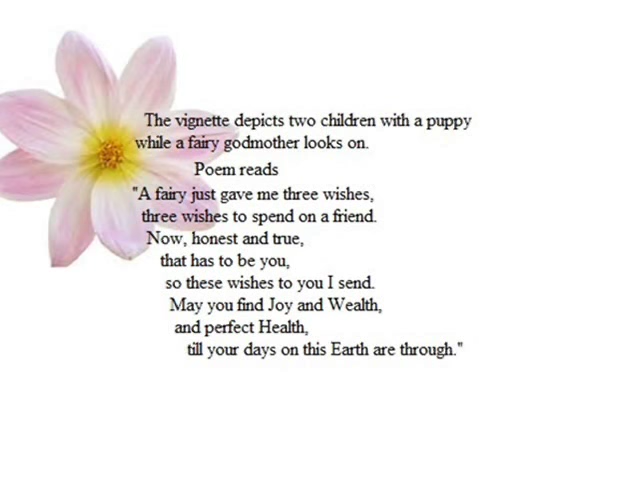 The vignette depicts two children with a puppy
while a fairy godmother looks on.
Poem reads
"A fairy just gave me three wishes,
three wishes to spend on a friend.
Now, honest and true,
that has to be you,
so these wishes to you I send.
May you find Joy and Wealth,
and perfect Health,
till your days on this Earth are through."